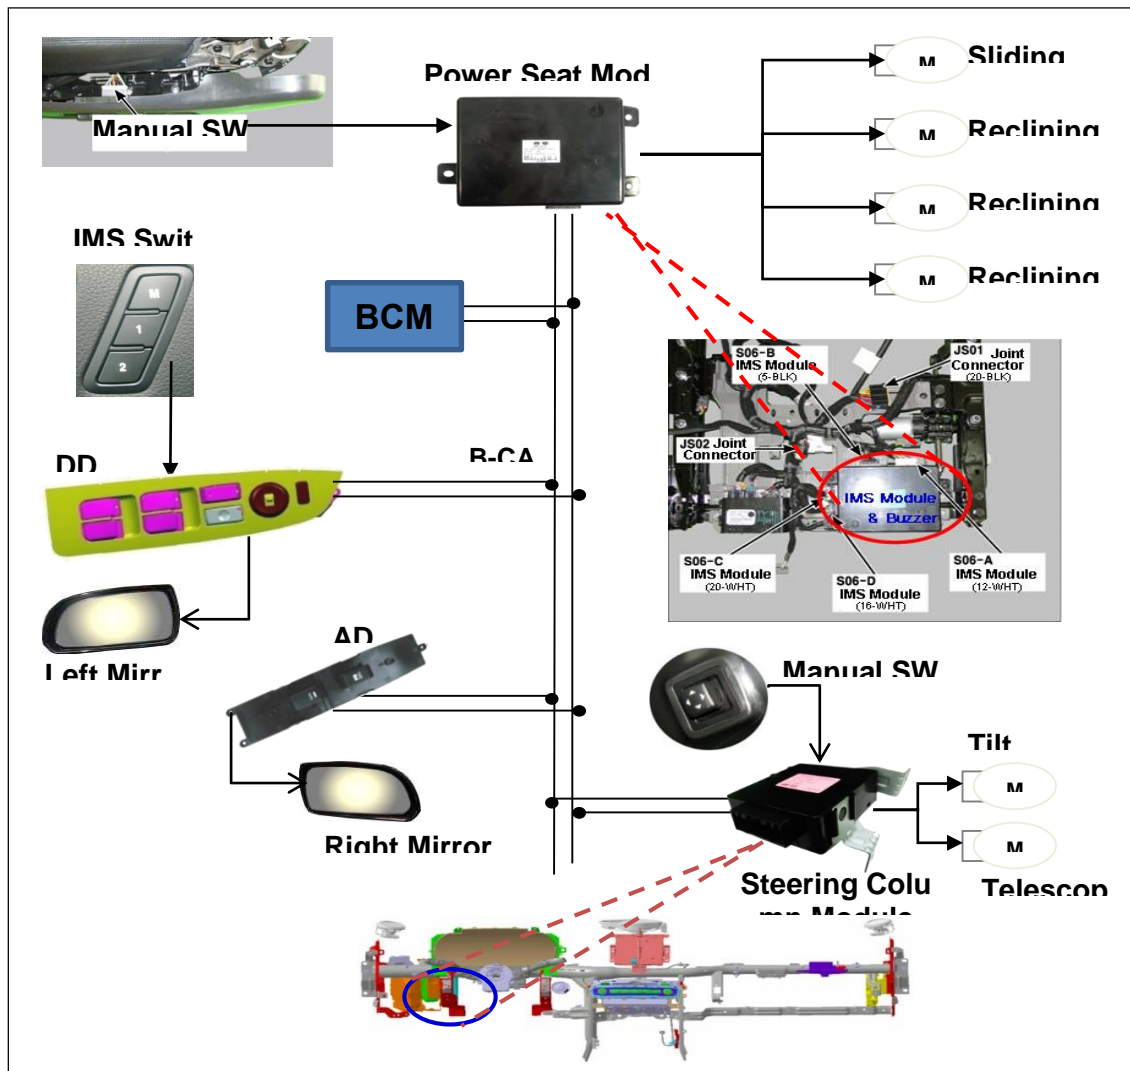 Power Seat Mod
Manual SW
M Sliding
M Reclining
M Reclining
M Reclining
IMS Swit
M
1
2
BCM
S06-B
IMS Module
(5-BLK)
JS01 Joint
Connector
(20-BLK)
JS02 Joint
Connector
IMS Module
& Buzzer
S06-C
IMS Module
(20-WHT)
S06-D
IMS Module
(16-WHT)
S06-A
IMS Module
(12-WHT)
DD
B-CA
Left Mirr
AD
Right Mirror
Manual SW
Tilt
M
M
Telescop
Steering Colu
mn Module